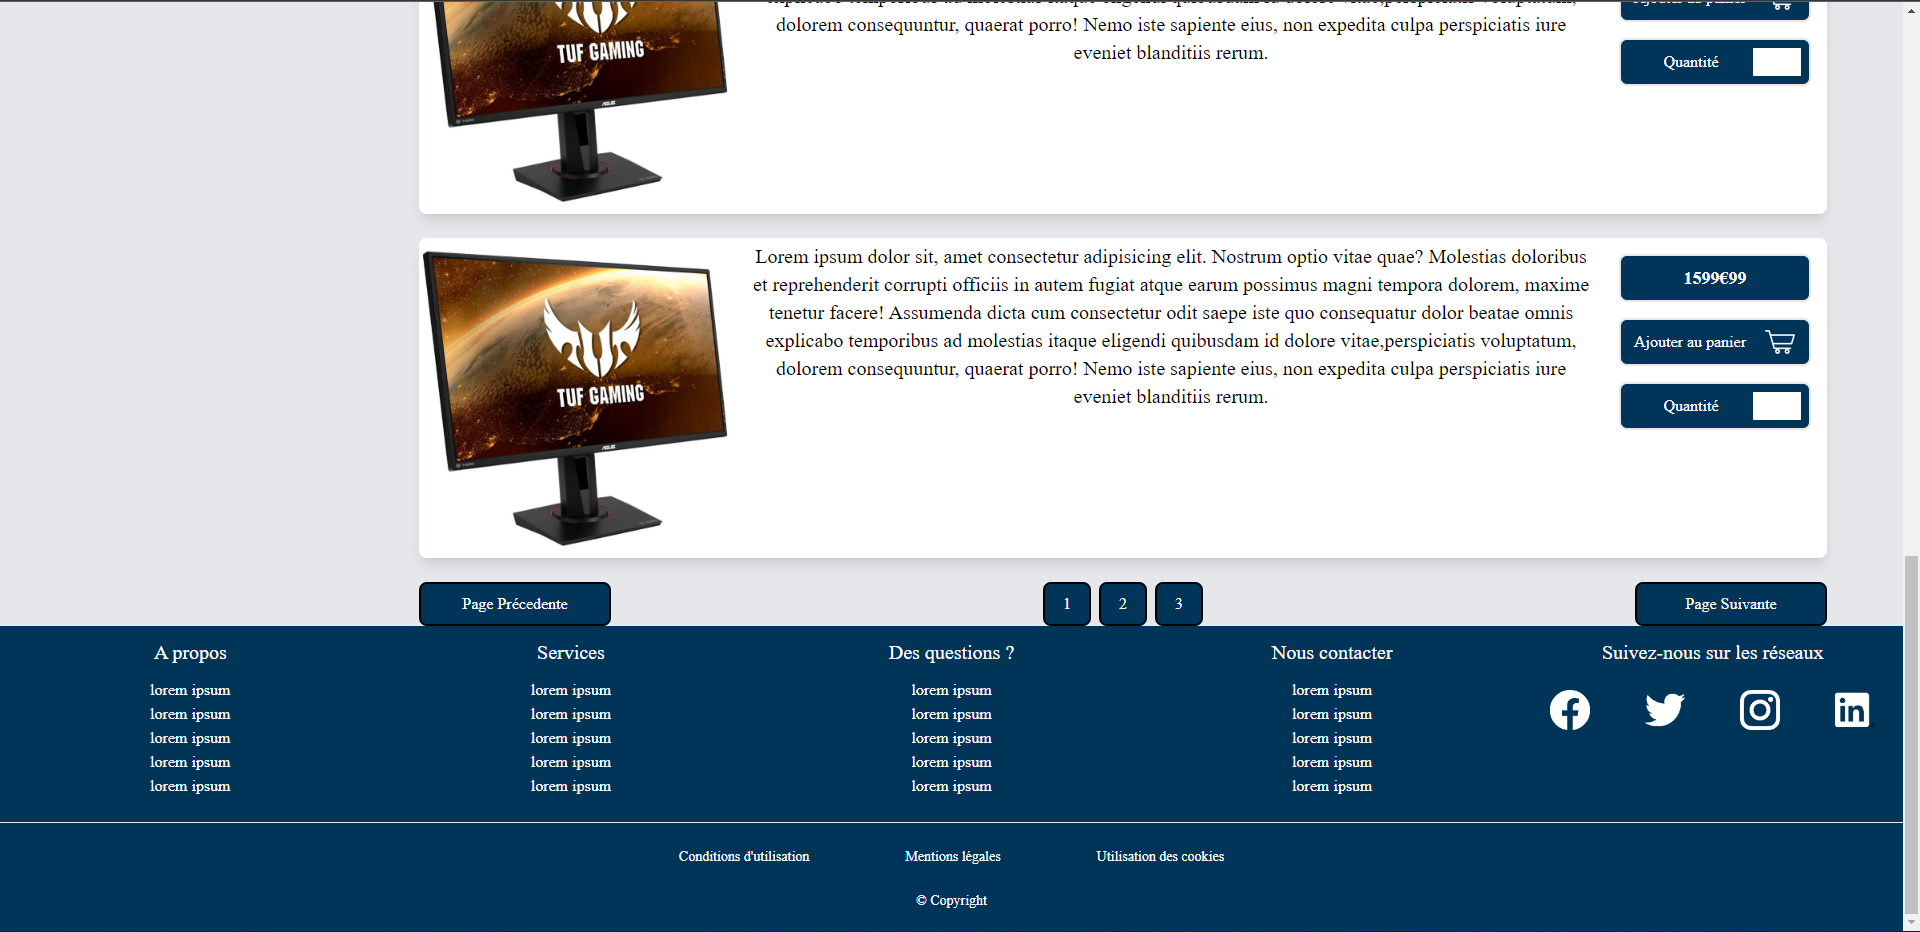 TUF GAMING
dolorem consequuntur, quaerat porro! Nemo iste sapiente eius, non expedita culpa perspiciatis iure
eveniet blanditiis rerum.
Quantité
TUF GAMING
Lorem ipsum dolor sit, amet consectetur adipisicing elit. Nostrum optio vitae quae? Molestias doloribus
et reprehenderit corrupti officiis in autem fugiat atque earum possimus magni tempora dolorem, maxime
tenetur facere! Assumenda dicta cum consectetur odit saepe iste quo consequatur dolor beatae omnis
explicabo temporibus ad molestias itaque eligendi quibusdam id dolore vitae,perspiciatis voluptatum,
dolorem consequuntur, quaerat porro! Nemo iste sapiente eius, non expedita culpa perspiciatis iure
eveniet blanditiis rerum.
1599€99
Ajouter au panier
Quantité
Page Précedente
1
2
3
Page Suivante
A propos
lorem ipsum
lorem ipsum
lorem ipsum
lorem ipsum
lorem ipsum
Services
lorem ipsum
lorem ipsum
lorem ipsum
lorem ipsum
lorem ipsum
Des questions ?
lorem ipsum
lorem ipsum
lorem ipsum
lorem ipsum
lorem ipsum
Nous contacter
lorem ipsum
lorem ipsum
lorem ipsum
lorem ipsum
lorem ipsum
Suivez-nous sur les réseaux
Conditions d'utilisation
Mentions légales
Utilisation des cookies
© Copyright